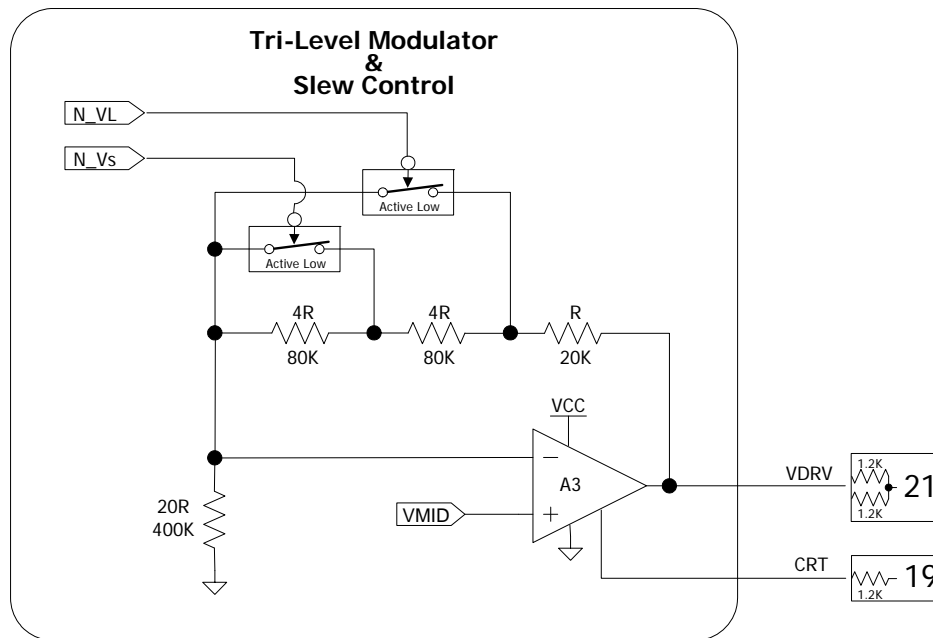 Tri-Level Modulator
&
Slew Control
N_VL
N_Vs
Active Low
Active Low
4R
4R
R
80K
80K
20K
VCC
A3
20R
400K
VMID
VDRV
1.2K
21
1.2K
CRT
19
1.2K